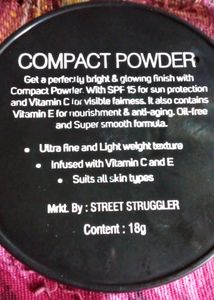 COMPACT POWDER
Get a perfectly bright & glowing finish with
Compact Powder. With SPF 15 for sun protection
and Vitamin C for visible fairness. It also contains
Vitamin E for nourishment & anti-aging. Oil-free
and Super smooth formula.
• Ultra fine and Light weight texture
• Infused with Vitamin C and E
• Suits all skin types
Mrkt. By : STREET STRUGGLER
Content : 18g